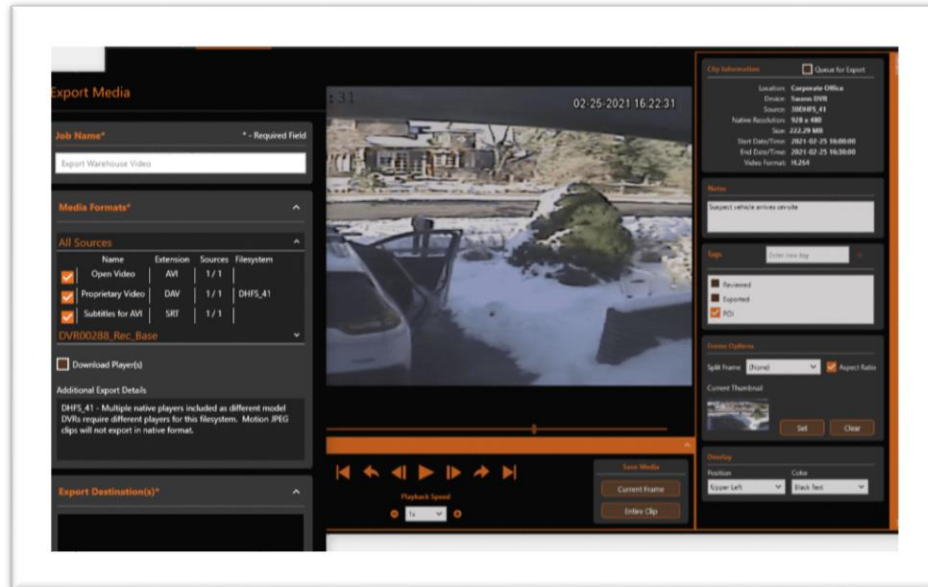 Export Media
Job Name* * - Required Field
Export Warehouse Video
Media Formats*
All Sources
Name Extension Sources Filesystem
Open Video AVI 1 / 1
Proprietary Video DAV 1 / 1 DHFS_41
Subtitles for AVI SRT 1 / 1
DVR00288_Rec_Base
Download Player(s)
Additional Export Details
DHFS_41 - Multiple native players included as different model
DVRs require different players for this filesystem. Motion JPEG
clips will not export in native format.
Export Destination(s)*
:31
02-25-2021 16:22:31
Playback Speed
1x
Save Media
Current Frame
Entire Clip
Clip Information Queue for Export
Location: Corporate Office
Device: Swann DVR
Source:
Native Resolution: 928 x 480
Size: 222.29 MB
Start Date/Time: 2021-02-25 16:00:00
End Date/Time: 2021-02-25 16:30:00
Video Format: H.264
Notes
Suspect vehicle arrives on-site
Tags Enter new tag
Reviewed
Exported
POI
Frame Options
Split Frame (None) Aspect Ratio
Current Thumbnail
Set Clear
Overlay
Position Color
Upper Left Black Text